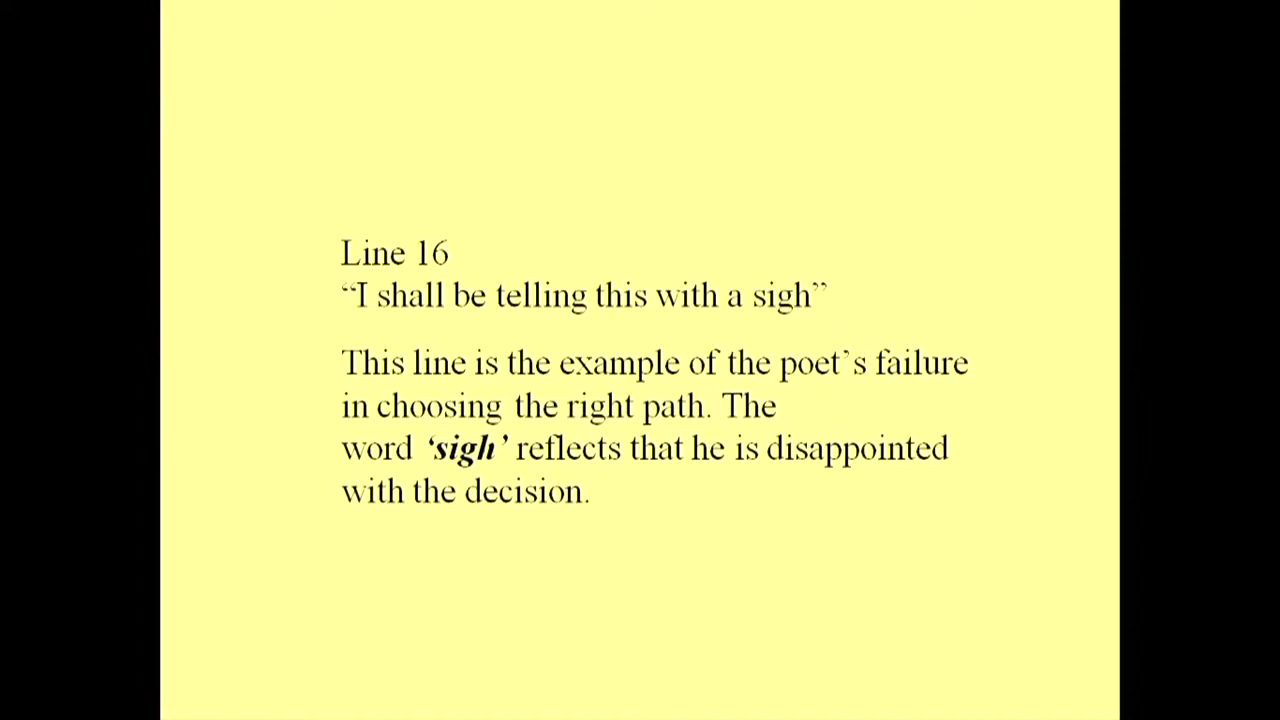 Line 16
“I shall be telling this with a sigh”
This line is the example of the poet’s failure
in choosing the right path. The
word ‘sigh’ reflects that he is disappointed
with the decision.